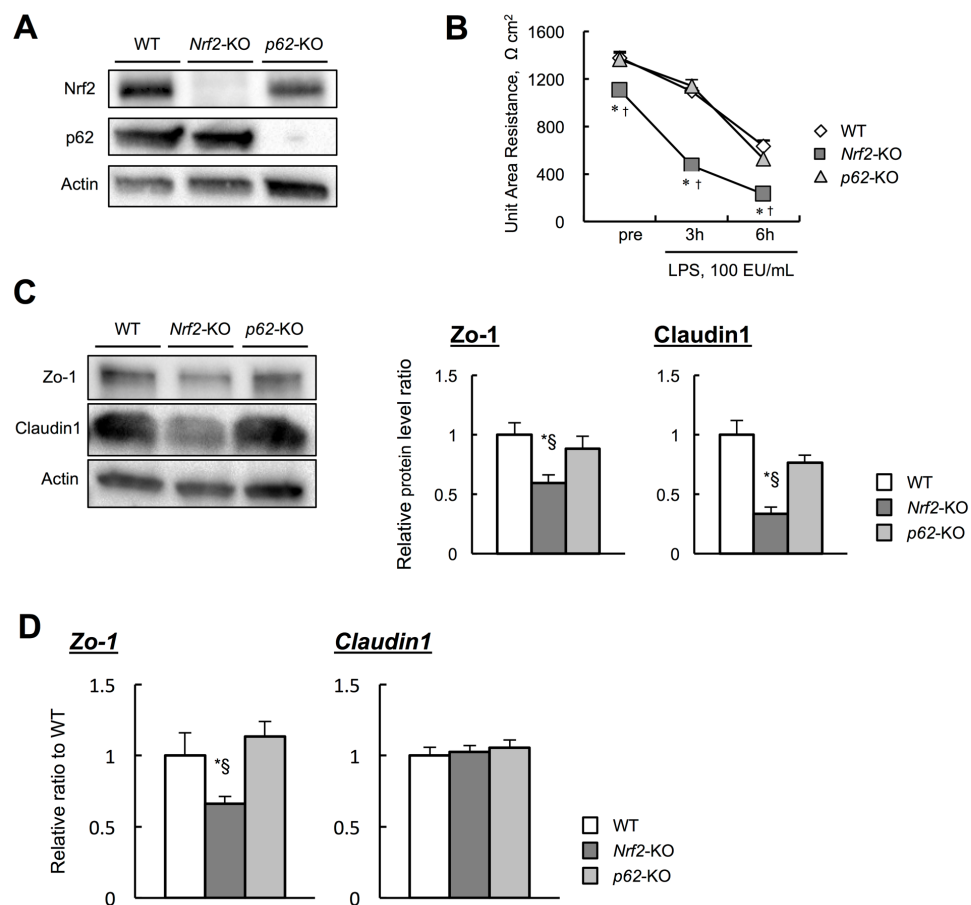 A
WT Nrf2-KO p62-KO
Nrf2
p62
Actin
B
Unit Area Resistance, Ω cm²
1600
1200
800
400
0
* †
* †
* †
pre 3h 6h
LPS, 100 EU/mL
WT
Nrf2-KO
p62-KO
C
WT Nrf2-KO p62-KO
Zo-1
Claudin1
Actin
Zo-1
Relative protein level ratio
1.5
1
0.5
0
*§
Claudin1
1.5
1
0.5
0
*§
WT
Nrf2-KO
p62-KO
D
Zo-1
Relative ratio to WT
1.5
1
0.5
0
*§
Claudin1
1.5
1
0.5
0
WT
Nrf2-KO
p62-KO